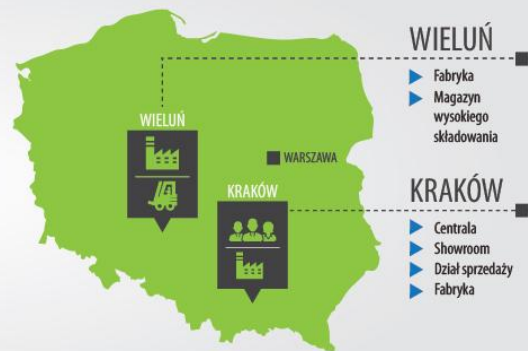 WIELUŃ
Fabryka
Magazyn
wysokiego
składowania
WIELUŃ
WARSZAWA
KRAKÓW
KRAKÓW
Centrala
Showroom
Dział sprzedaży
Fabryka